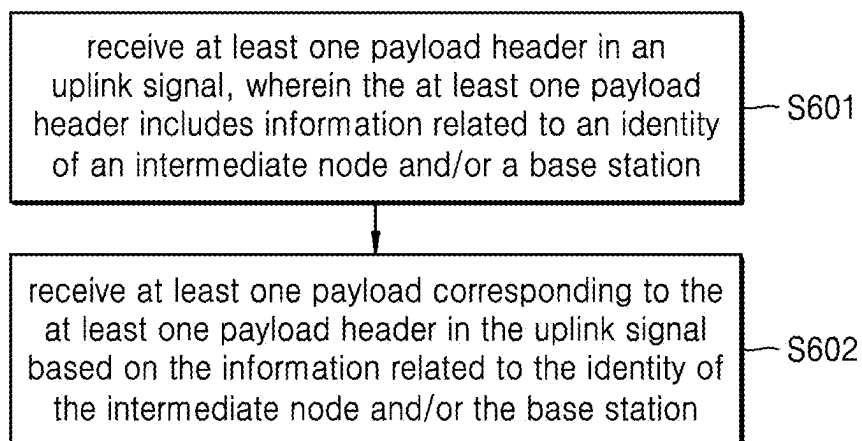 receive at least one payload header in an
uplink signal, wherein the at least one payload
header includes information related to an identity
of an intermediate node and/or a base station
S601
receive at least one payload corresponding to the
at least one payload header in the uplink signal
based on the information related to the identity of
the intermediate node and/or the base station
S602